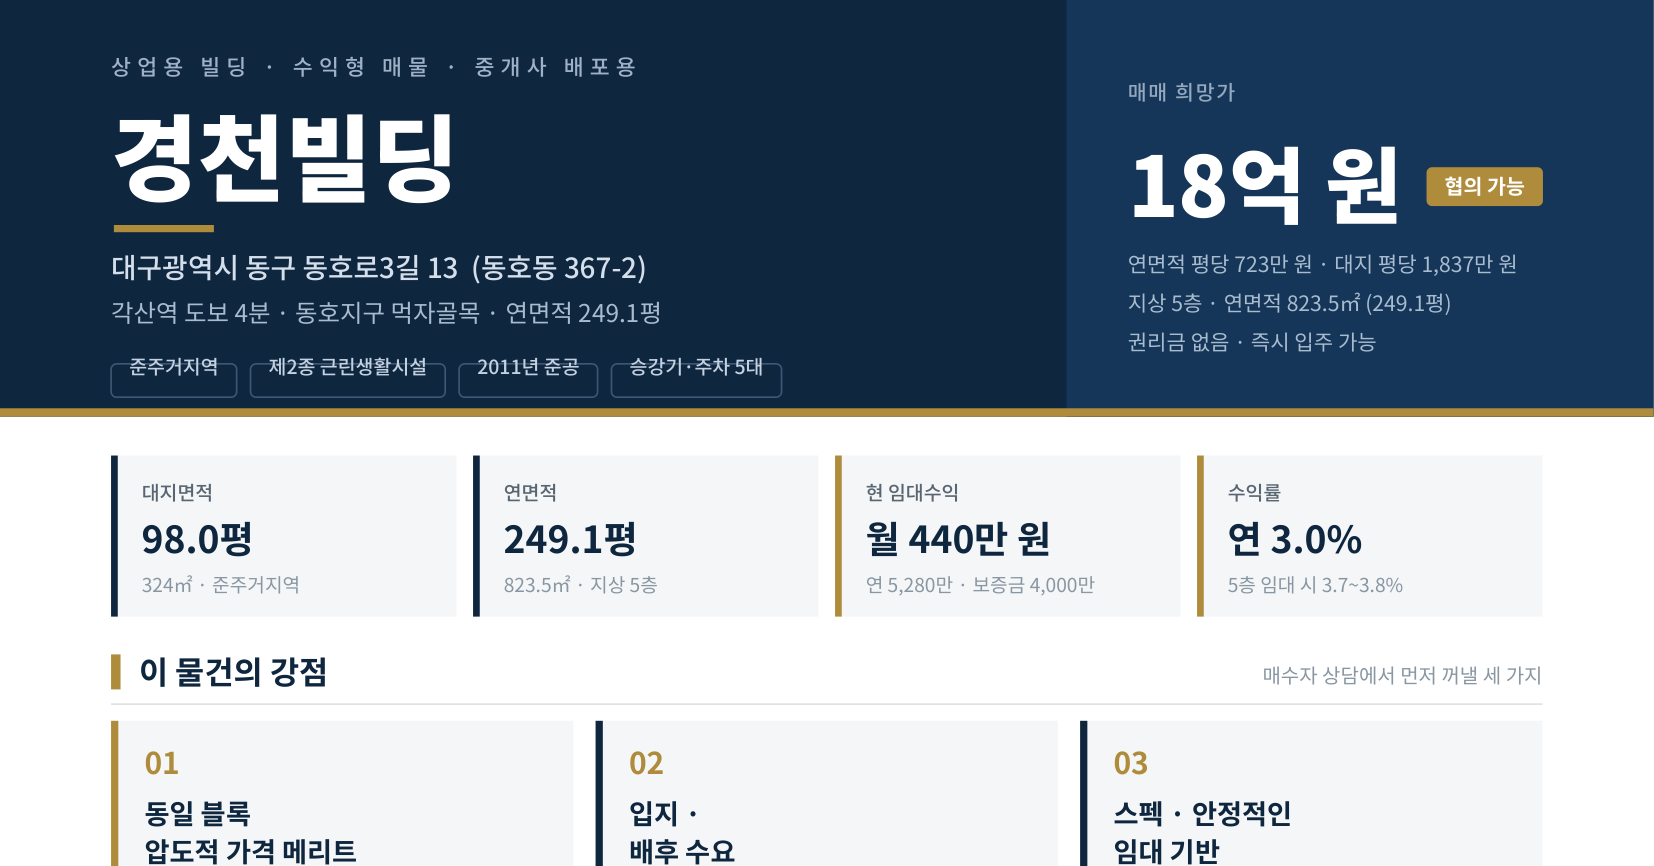 상업용 빌딩 · 수익형 매물 · 중개사 배포용
경천빌딩
대구광역시 동구 동호로3길 13 (동호동 367-2)
각산역 도보 4분 · 동호지구 먹자골목 · 연면적 249.1평
준주거지역 제2종 근린생활시설 2011년 준공 승강기·주차 5대
매매 희망가
18억 원 협의 가능
연면적 평당 723만 원 · 대지 평당 1,837만 원
지상 5층 · 연면적 823.5㎡ (249.1평)
권리금 없음 · 즉시 입주 가능
대지면적
98.0평
324㎡ · 준주거지역
연면적
249.1평
823.5㎡ · 지상 5층
현 임대수익
월 440만 원
연 5,280만 · 보증금 4,000만
수익률
연 3.0%
5층 임대 시 3.7~3.8%
이 물건의 강점
매수자 상담에서 먼저 꺼낼 세 가지
01
동일 블록
압도적 가격 메리트
02
입지 ·
배후 수요
03
스펙 · 안정적인
임대 기반